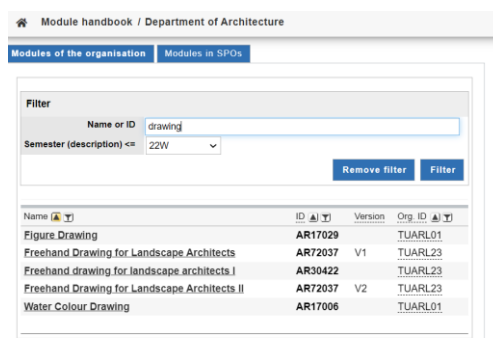 Module handbook / Department of Architecture
Modules of the organisation Modules in SPOs
Filter
Name or ID drawing
Semester (description) <= 22W
Remove filter Filter
Name ID Version Org. ID
Figure Drawing AR17029 TUARL01
Freehand Drawing for Landscape Architects AR72037 V1 TUARL23
Freehand drawing for landscape architects I AR30422 TUARL23
Freehand Drawing for Landscape Architects II AR72037 V2 TUARL23
Water Colour Drawing AR17006 TUARL01